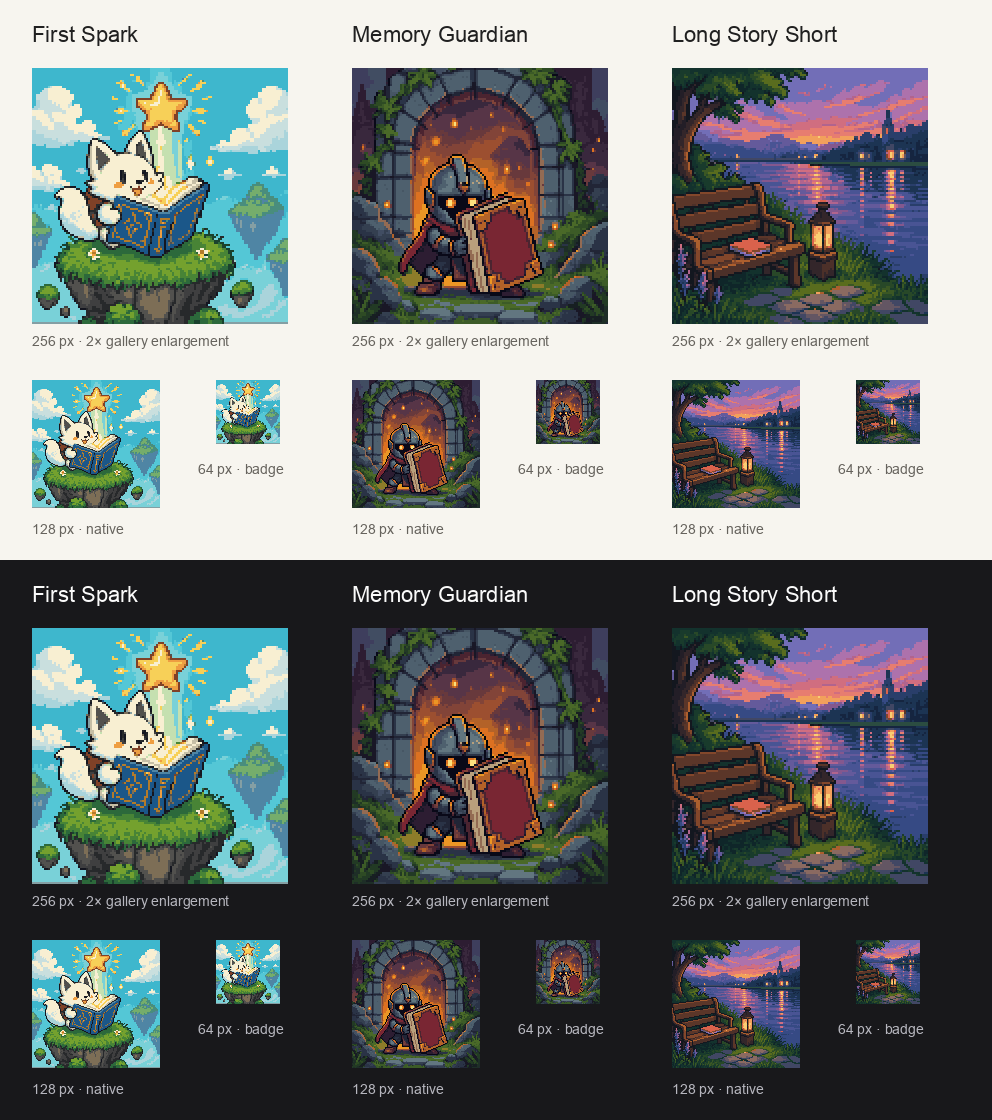 First Spark
Memory Guardian
Long Story Short
256 px · 2× gallery enlargement
256 px · 2× gallery enlargement
256 px · 2× gallery enlargement
64 px · badge
64 px · badge
64 px · badge
128 px · native
128 px · native
128 px · native
First Spark
Memory Guardian
Long Story Short
256 px · 2× gallery enlargement
256 px · 2× gallery enlargement
256 px · 2× gallery enlargement
64 px · badge
64 px · badge
64 px · badge
128 px · native
128 px · native
128 px · native